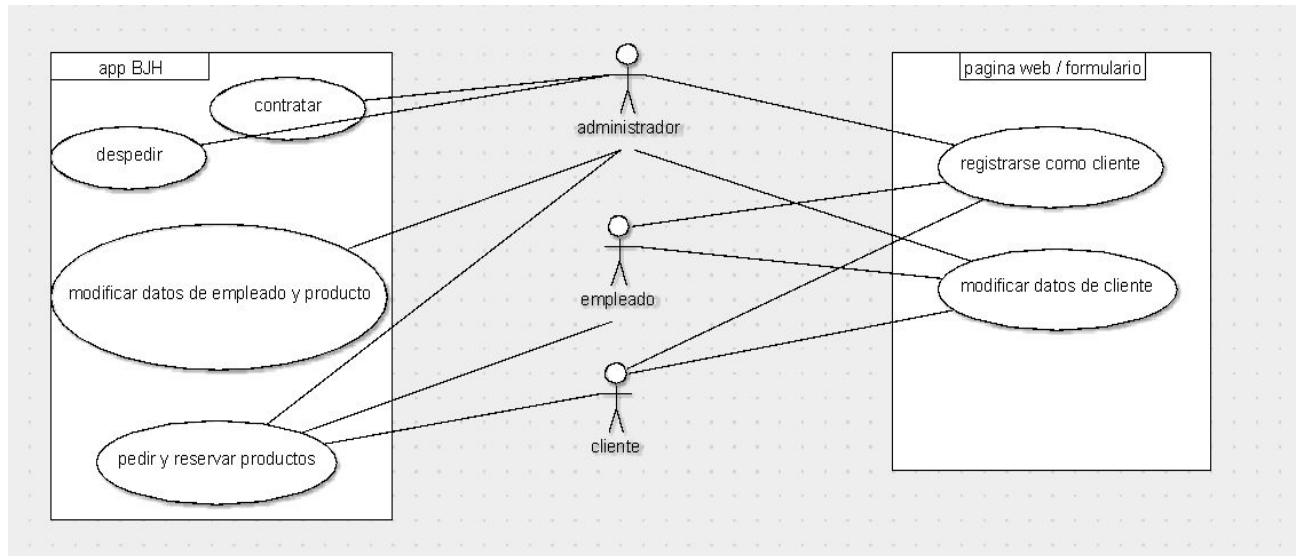 app BJH
contratar
despedir
modificar datos de empleado y producto
pedir y reservar productos
administrador
empleado
cliente
pagina web / formulario
registrarse como cliente
modificar datos de cliente